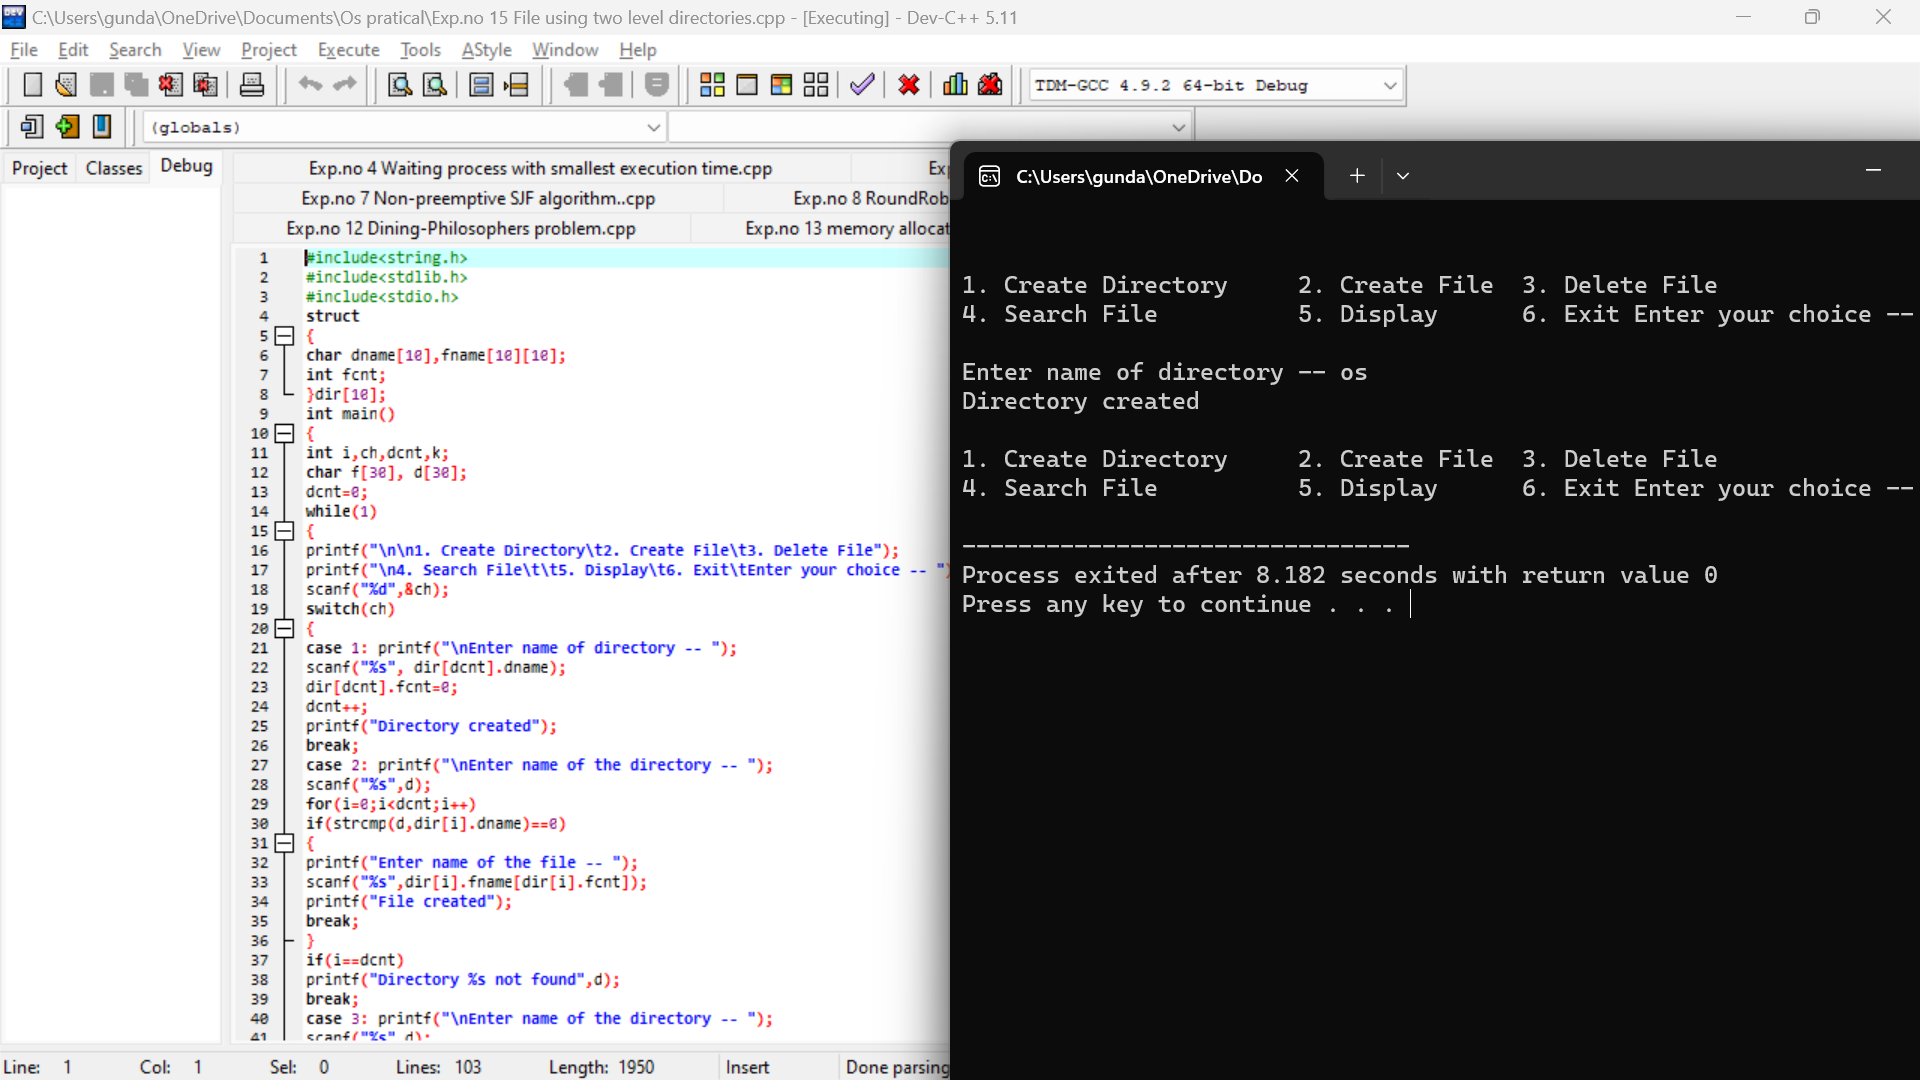 C:\Users\gunda\OneDrive\Documents\Os pratical\Exp.no 15 File using two level directories.cpp - [Executing] - Dev-C++ 5.11
File Edit Search View Project Execute Tools AStyle Window Help
TDM-GCC 4.9.2 64-bit Debug
(globals)
Project Classes Debug
Exp.no 4 Waiting process with smallest execution time.cpp
Exp.no 7 Non-preemptive SJF algorithm..cpp Exp.no 8 RoundRob
Exp.no 12 Dining-Philosophers problem.cpp Exp.no 13 memory allocat
1 #include<string.h>
2 #include<stdlib.h>
3 #include<stdio.h>
4 struct
5 {
6 char dname[10],fname[10][10];
7 int fcnt;
8 }dir[10];
9 int main()
10 {
11 int i,ch,dcnt,k;
12 char f[30], d[30];
13 dcnt=0;
14 while(1)
15 {
16 printf("\n\n1. Create Directory\t2. Create File\t3. Delete File");
17 printf("\n4. Search File\t\t5. Display\t6. Exit\tEnter your choice -- ")
18 scanf("%d",&ch);
19 switch(ch)
20 {
21 case 1: printf("\nEnter name of directory -- ");
22 scanf("%s", dir[dcnt].dname);
23 dir[dcnt].fcnt=0;
24 dcnt++;
25 printf("Directory created");
26 break;
27 case 2: printf("\nEnter name of the directory -- ");
28 scanf("%s",d);
29 for(i=0;i<dcnt;i++)
30 if(strcmp(d,dir[i].dname)==0)
31 {
32 printf("Enter name of the file -- ");
33 scanf("%s",dir[i].fname[dir[i].fcnt]);
34 printf("File created");
35 break;
36 }
37 if(i==dcnt)
38 printf("Directory %s not found",d);
39 break;
40 case 3: printf("\nEnter name of the directory -- ");
41 scanf("%s",d);
Line: 1 Col: 1 Sel: 0 Lines: 103 Length: 1950 Insert Done parsing
C:\Users\gunda\OneDrive\Do
1. Create Directory 2. Create File 3. Delete File
4. Search File 5. Display 6. Exit Enter your choice --
Enter name of directory -- os
Directory created
1. Create Directory 2. Create File 3. Delete File
4. Search File 5. Display 6. Exit Enter your choice --
--------------------------------
Process exited after 8.182 seconds with return value 0
Press any key to continue . . .